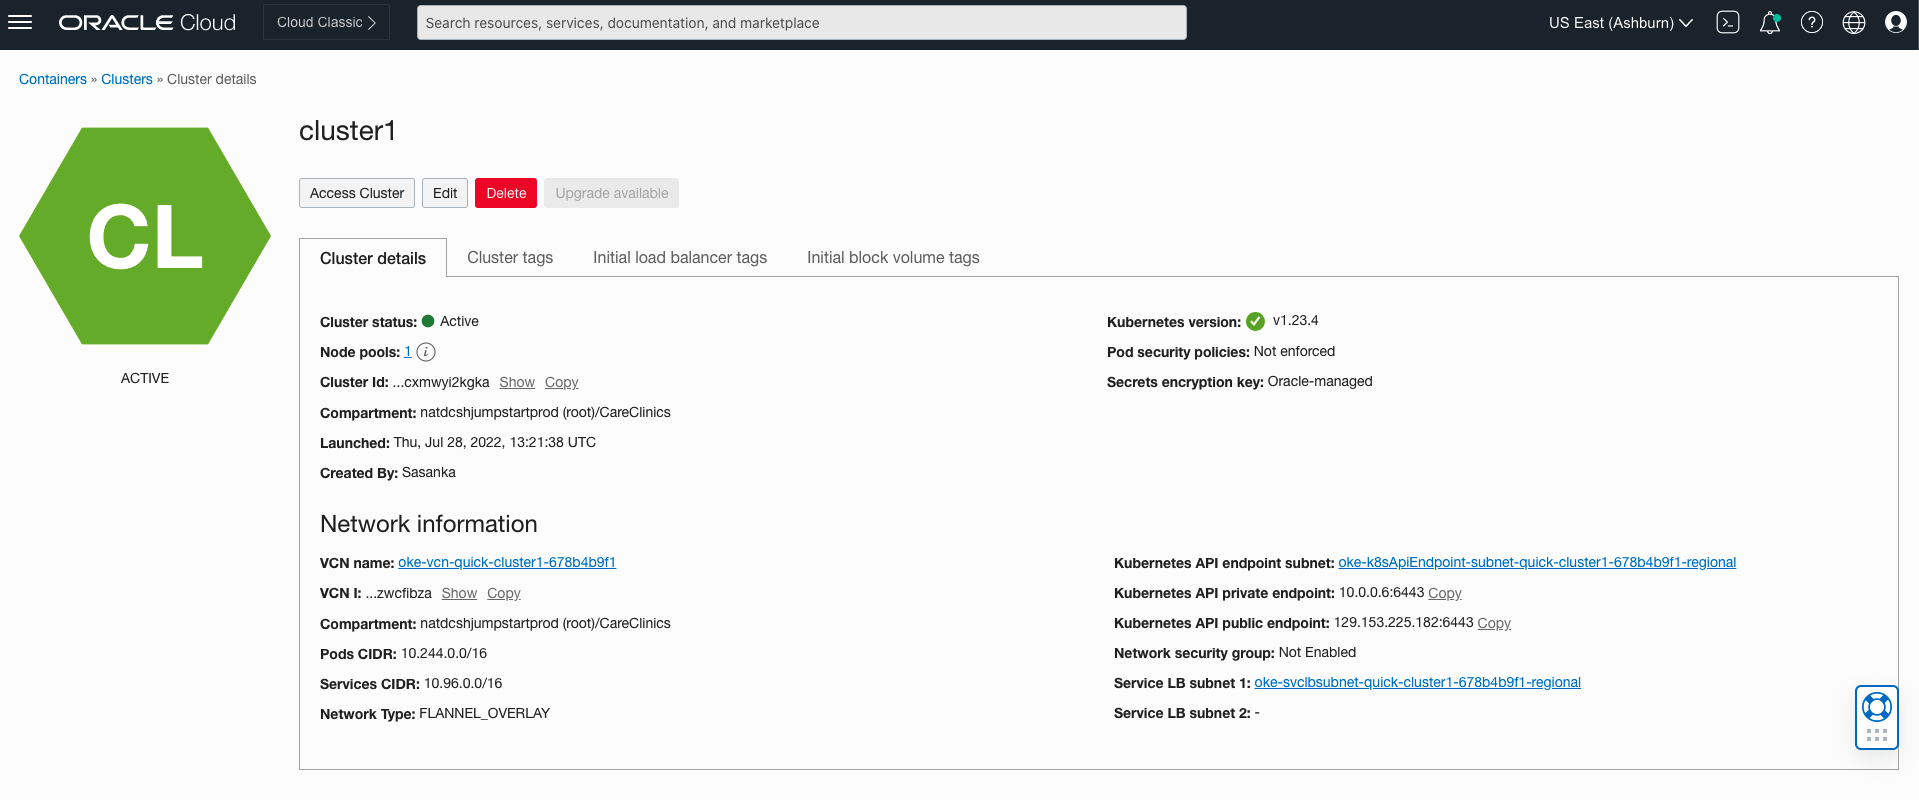 ORACLE Cloud
Cloud Classic
Search resources, services, documentation, and marketplace
US East (Ashburn)
Containers » Clusters » Cluster details
CL
ACTIVE
cluster1
Access Cluster
Edit
Delete
Upgrade available
Cluster details
Cluster tags
Initial load balancer tags
Initial block volume tags
Cluster status: Active
Node pools: 1 i
Cluster Id: ...cxmwyi2kgka Show Copy
Compartment: natdcshjumpstartprod (root)/CareClinics
Launched: Thu, Jul 28, 2022, 13:21:38 UTC
Created By: Sasanka
Kubernetes version: v1.23.4
Pod security policies: Not enforced
Secrets encryption key: Oracle-managed
Network information
VCN name: oke-vcn-quick-cluster1-678b4b9f1
VCN I: ...zwcfibza Show Copy
Compartment: natdcshjumpstartprod (root)/CareClinics
Pods CIDR: 10.244.0.0/16
Services CIDR: 10.96.0.0/16
Network Type: FLANNEL_OVERLAY
Kubernetes API endpoint subnet: oke-k8sApiEndpoint-subnet-quick-cluster1-678b4b9f1-regional
Kubernetes API private endpoint: 10.0.0.6:6443 Copy
Kubernetes API public endpoint: 129.153.225.182:6443 Copy
Network security group: Not Enabled
Service LB subnet 1: oke-svclbsubnet-quick-cluster1-678b4b9f1-regional
Service LB subnet 2: -